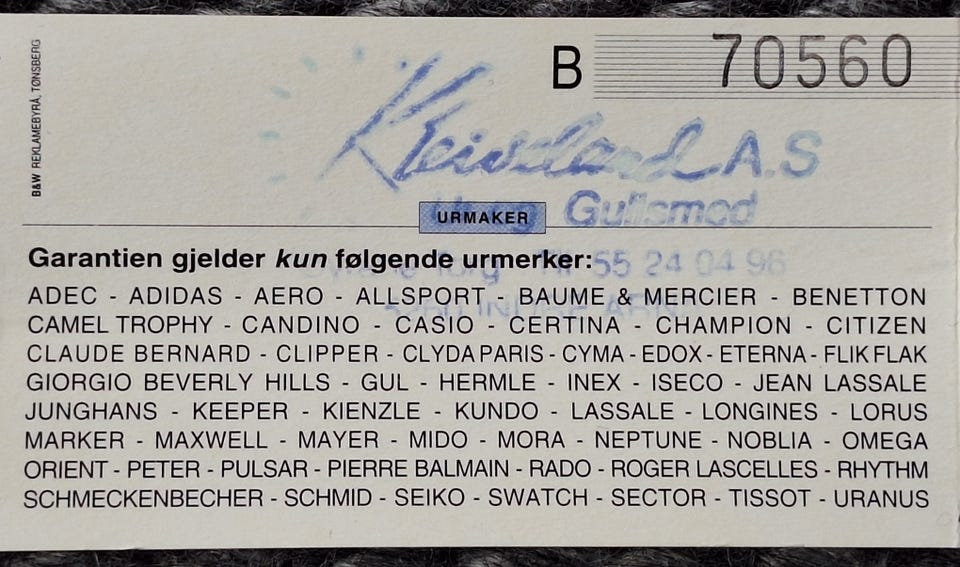 B&W REKLAMEBYRÅ, TØNSBERG
B 70560
Kleiveland A.S
Gullsmed
URMAKER
Garantien gjelder kun følgende urmerker:
Tlf 55 24 04 96
ADEC - ADIDAS - AERO - ALLSPORT - BAUME & MERCIER - BENETTON
CAMEL TROPHY - CANDINO - CASIO - CERTINA - CHAMPION - CITIZEN
CLAUDE BERNARD - CLIPPER - CLYDA PARIS - CYMA - EDOX - ETERNA - FLIK FLAK
GIORGIO BEVERLY HILLS - GUL - HERMLE - INEX - ISECO - JEAN LASSALE
JUNGHANS - KEEPER - KIENZLE - KUNDO - LASSALE - LONGINES - LORUS
MARKER - MAXWELL - MAYER - MIDO - MORA - NEPTUNE - NOBLIA - OMEGA
ORIENT - PETER - PULSAR - PIERRE BALMAIN - RADO - ROGER LASCELLES - RHYTHM
SCHMECKENBECHER - SCHMID - SEIKO - SWATCH - SECTOR - TISSOT - URANUS